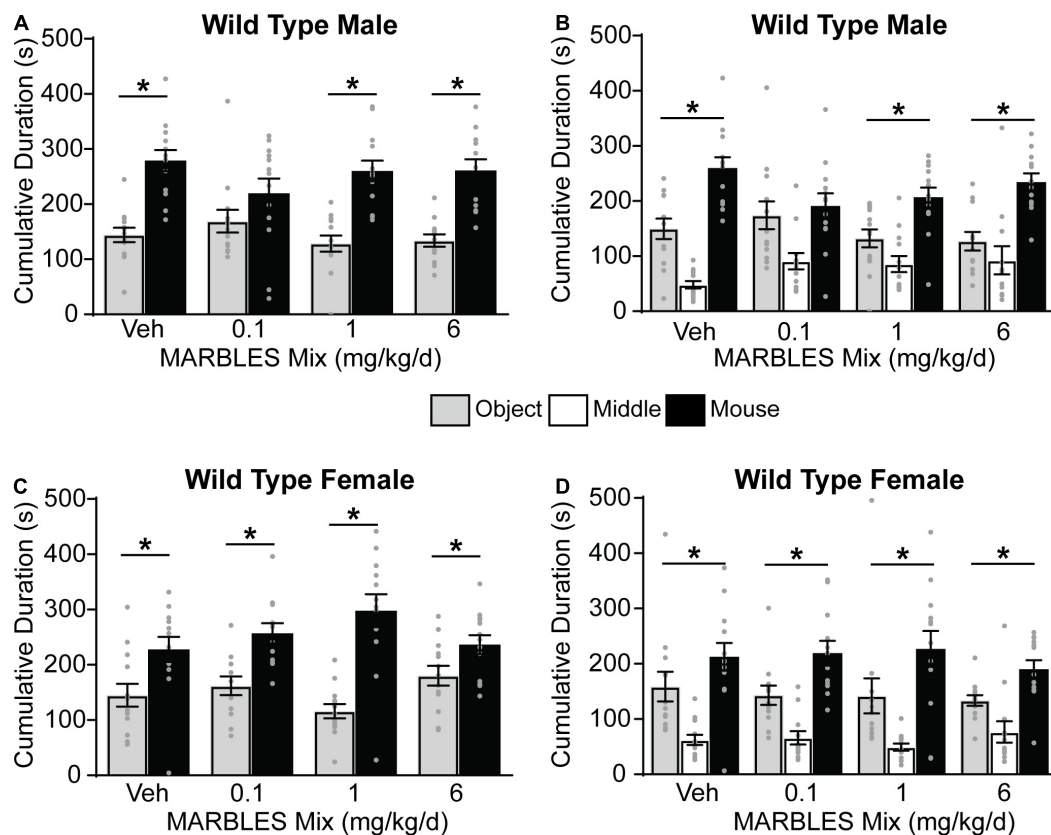 A
Wild Type Male
Cumulative Duration (s)
500
400
300
200
100
0
* * *
Veh 0.1 1 6
MARBLES Mix (mg/kg/d)
B
Wild Type Male
Cumulative Duration (s)
500
400
300
200
100
0
* * *
Veh 0.1 1 6
MARBLES Mix (mg/kg/d)
Object Middle Mouse
C
Wild Type Female
Cumulative Duration (s)
500
400
300
200
100
0
* * * *
Veh 0.1 1 6
MARBLES Mix (mg/kg/d)
D
Wild Type Female
Cumulative Duration (s)
500
400
300
200
100
0
* * * *
Veh 0.1 1 6
MARBLES Mix (mg/kg/d)